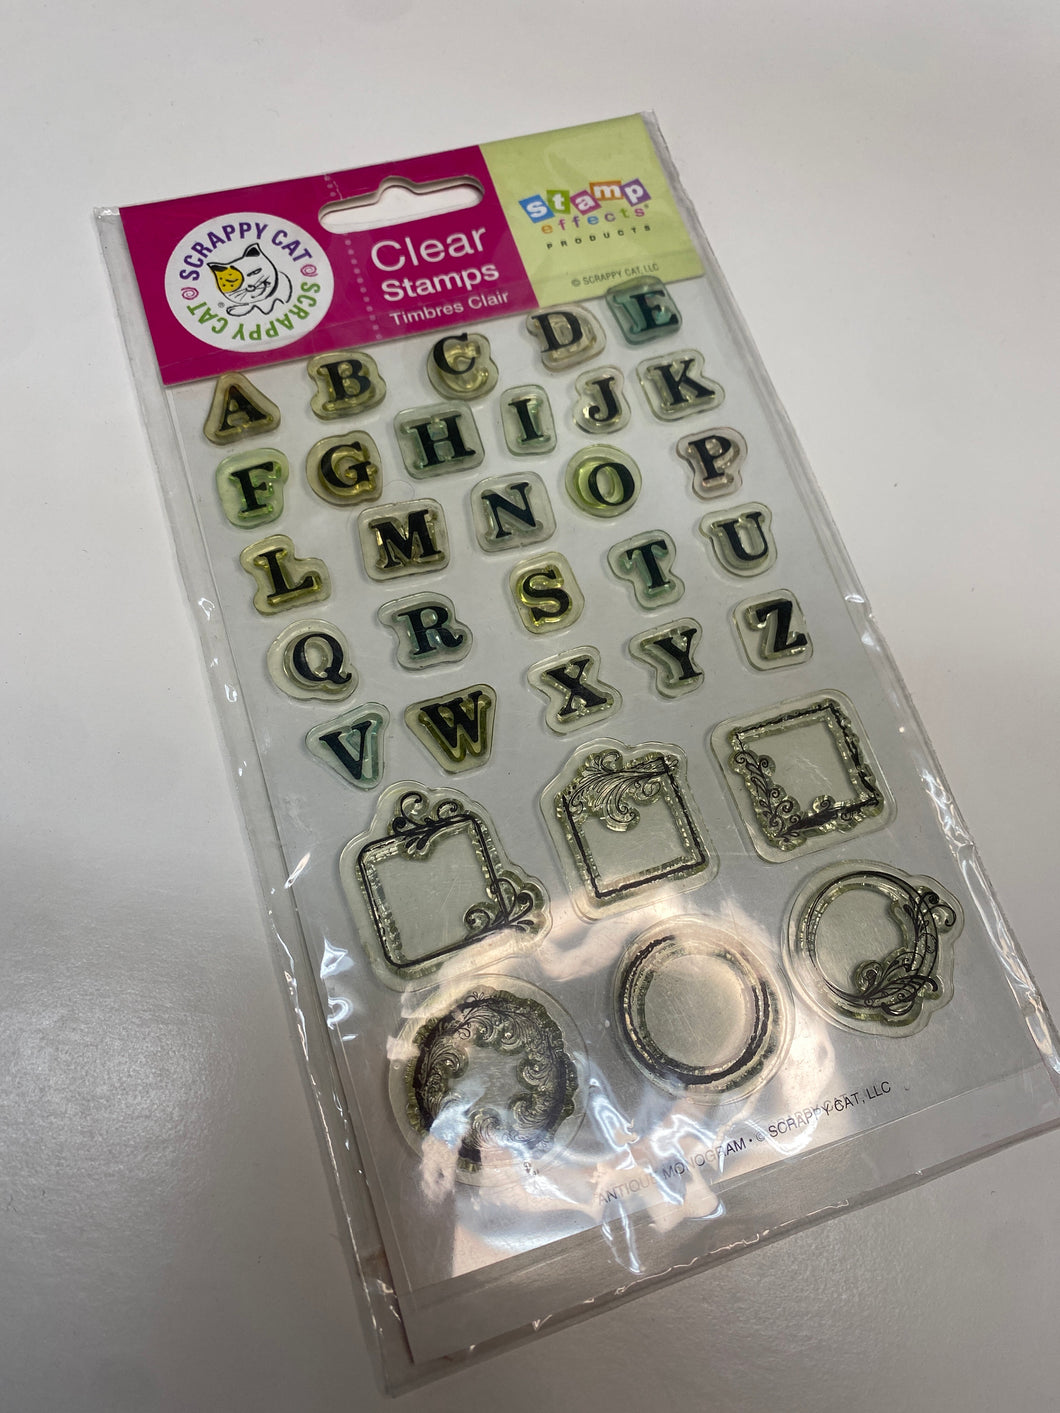 SCRAPPY CAT
SCRAPPY CAT
Clear
Stamps
Timbres Clair
stamp
effects
PRODUCTS
© SCRAPPY CAT, LLC
A B C D E
F G H I J K
L M N O P
Q R S T U
V W X Y Z
ANTIQUE MONOGRAM • © SCRAPPY CAT, LLC